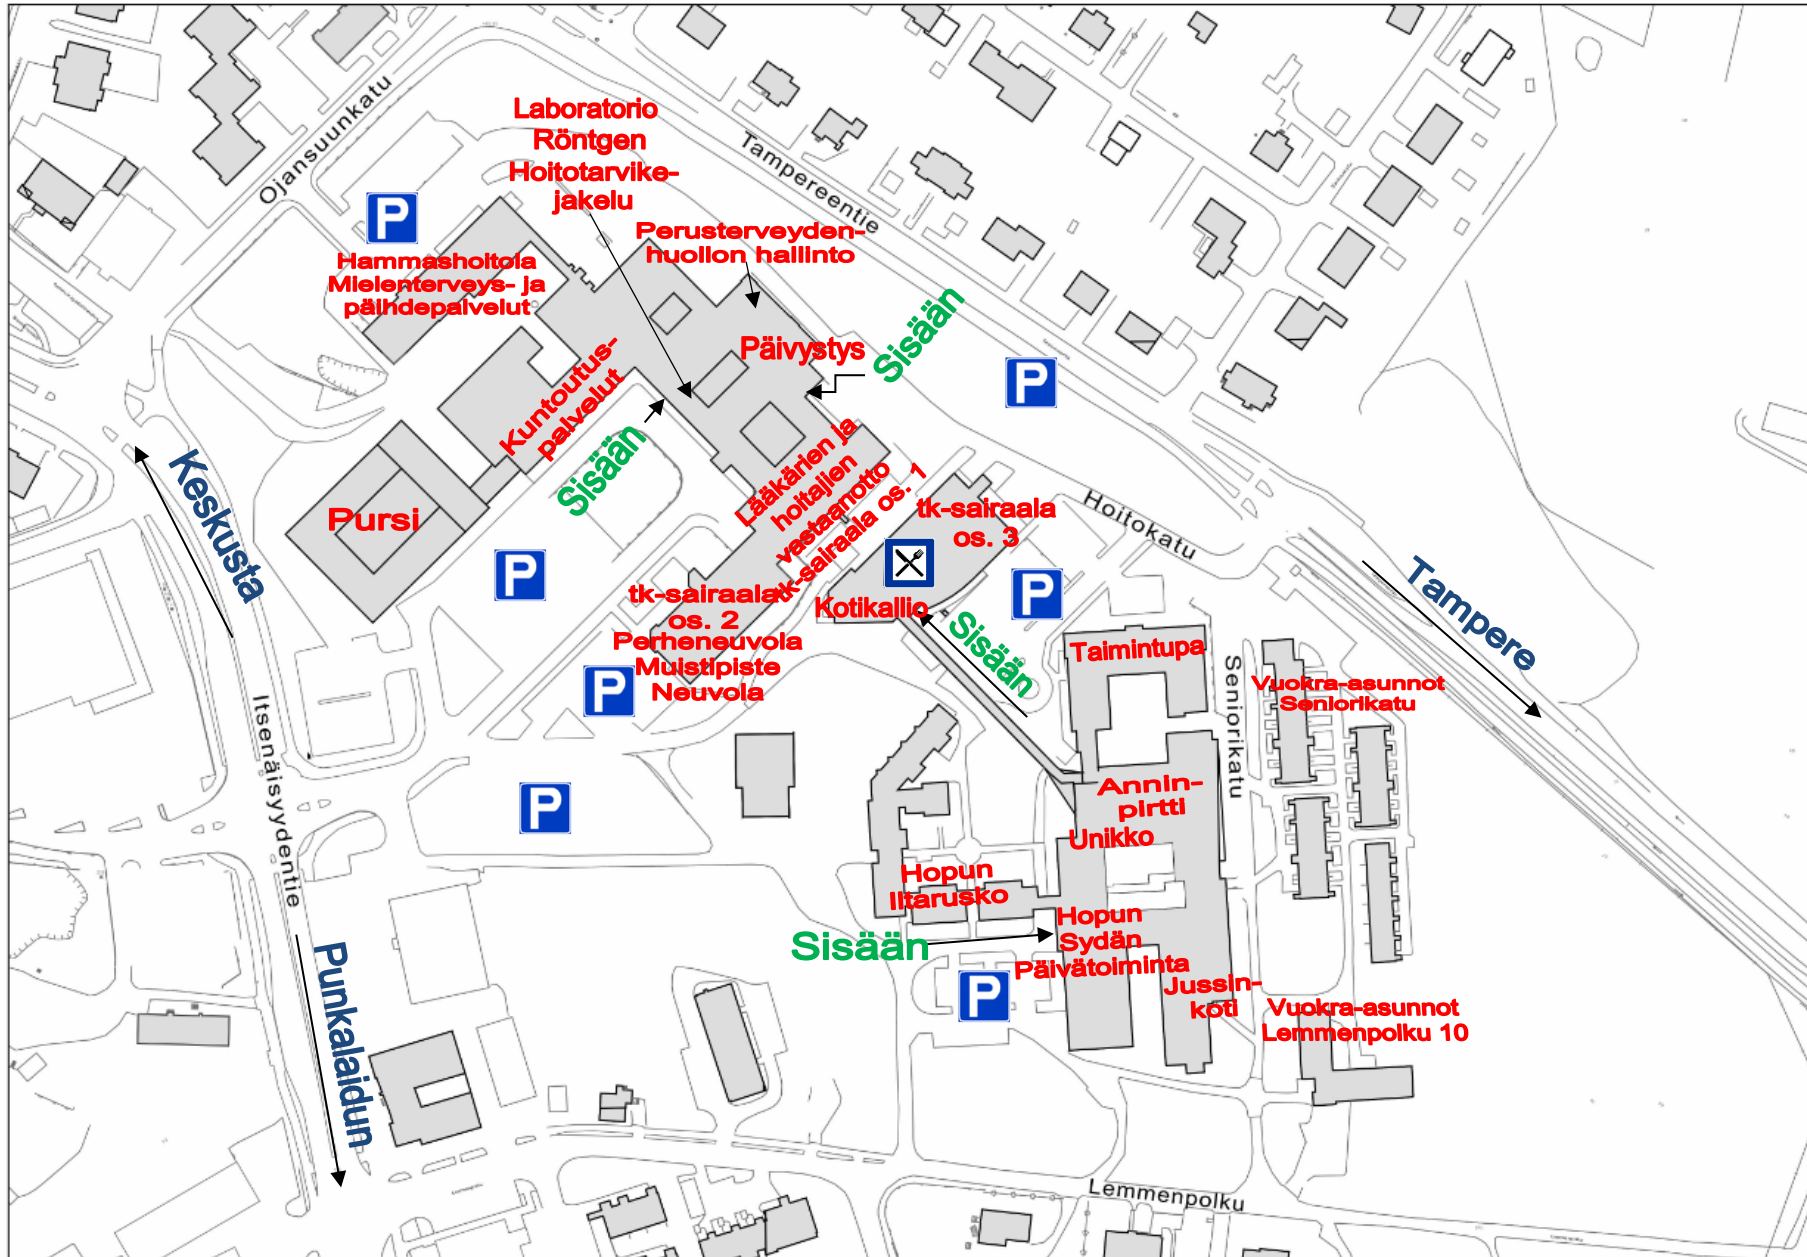 Ojansuunkatu
Laboratorio
Röntgen
Hoitotarvike-
jakelu
Tampereentie
P
Hammashoitola
Mielenterveys- ja
päihdepalvelut
Perusterveyden-
huollon hallinto
Päivystys
Sisään
P
Kuntoutus-
palvelut
Sisään
Lääkärien ja
hoitajien
vastaanotto
tk-sairaala os. 1
Keskusta
Pursi
P
tk-sairaala
os. 3
Hoitokatu
P
Tampere
tk-sairaala
os. 2
Perheneuvola
Muistipiste
Neuvola
P
Kotikallio
Sisään
Taimintupa
Seniorikatu
Vuokra-asunnot
Seniorikatu
Itsenäisyydentie
P
Annin-
pirtti
Unikko
Hopun
Iltarusko
Sisään
Hopun
Sydän
Päivätoiminta
P
Jussin-
koti
Vuokra-asunnot
Lemmenpolku 10
Punkalaidun
Lemmenpolku